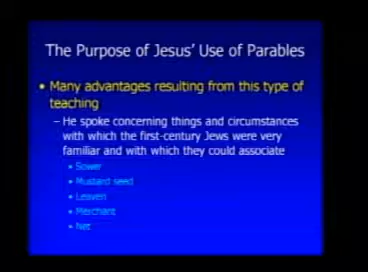 The Purpose of Jesus' Use of Parables
• Many advantages resulting from this type of
teaching
– He spoke concerning things and circumstances
with which the first-century Jews were very
familiar and with which they could associate
• Sower
• Mustard seed
• Leaven
• Merchant
• Net